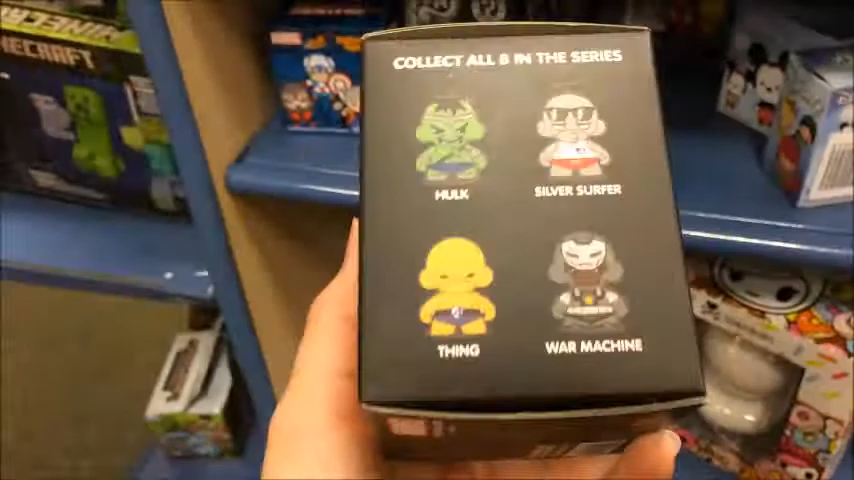 COLLECT ALL 8 IN THE SERIES
HULK
SILVER SURFER
THING
WAR MACHINE
MINECRAFT